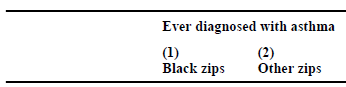 Ever diagnosed with asthma
(1) (2)
Black zips Other zips